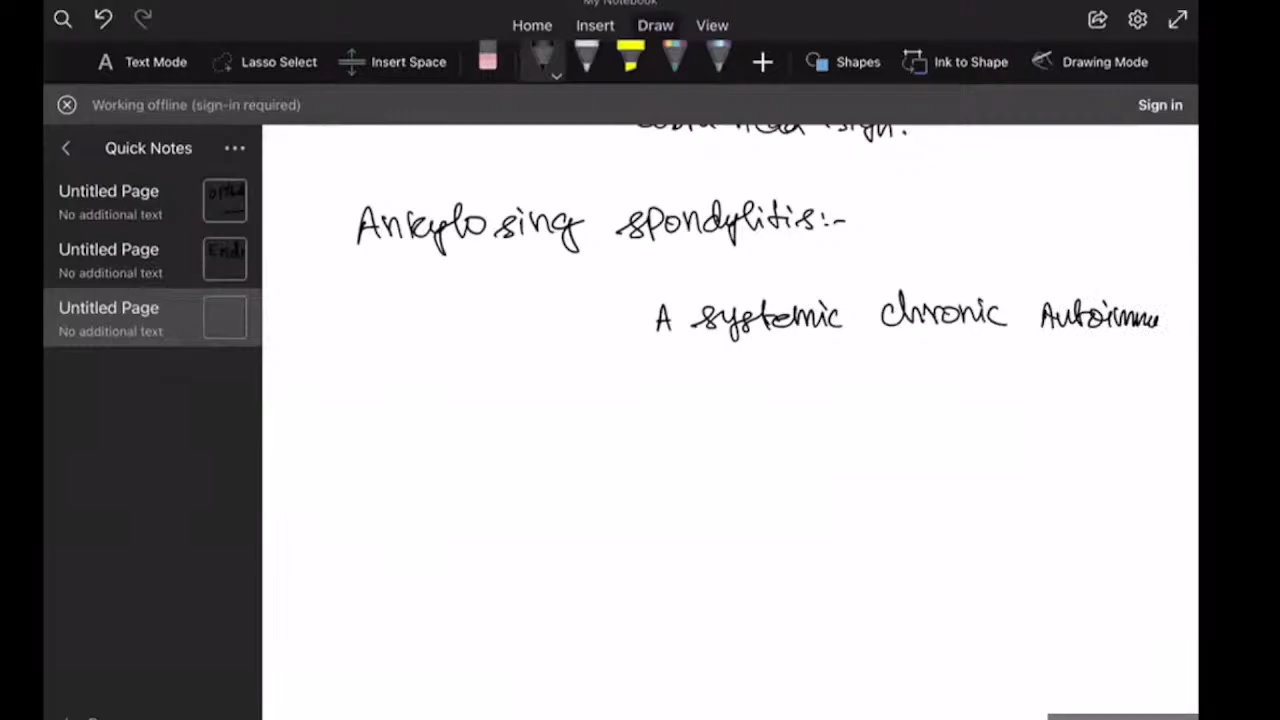 My Notebook
Home Insert Draw View
Text Mode Lasso Select Insert Space Shapes Ink to Shape Drawing Mode
Working offline (sign-in required) Sign in
Quick Notes
Untitled Page
No additional text
Untitled Page
No additional text
Untitled Page
No additional text
sign.
Ankylosing spondylitis:-
A systemic chronic Autoimmu